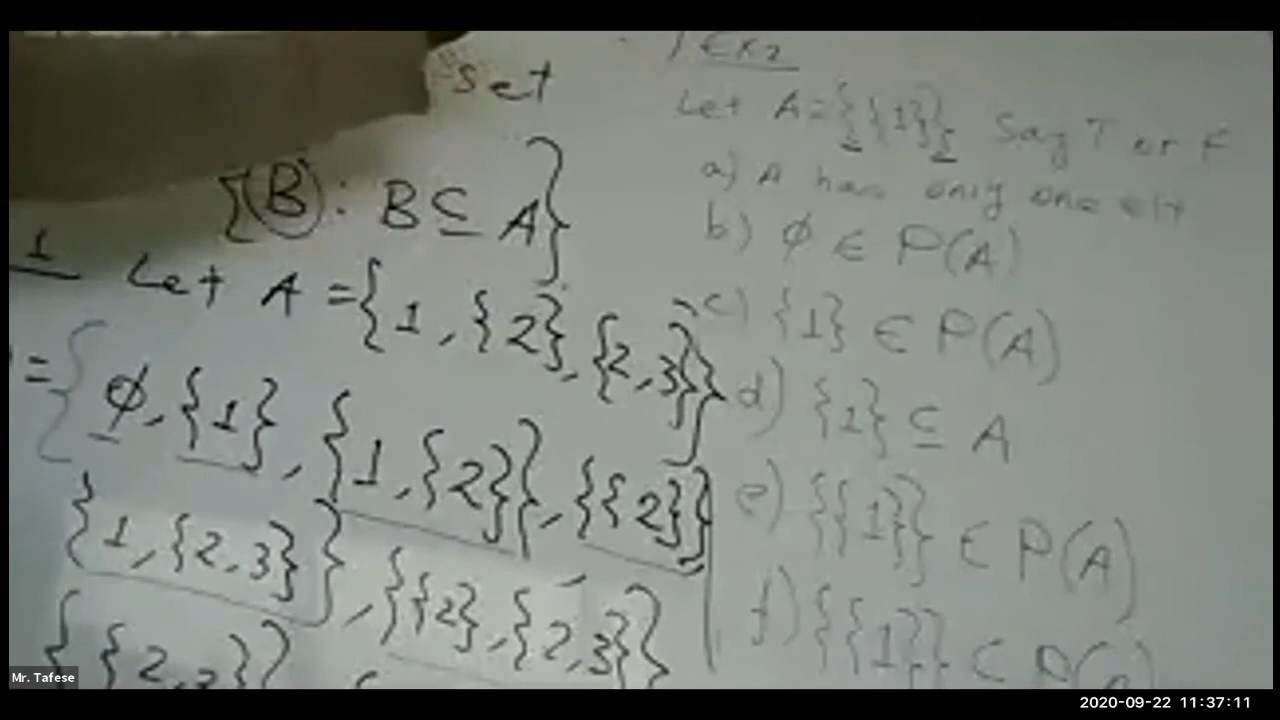 set
{B : B ⊆ A}
1 Let A = {1, {2}, {2,3}}
= {∅, {1}, {1, {2}}, {{2}}
{1, {2,3}}, {{2}, {2,3}}
Ex2
Let A = {{1}} Say T or F
a) A has only one elt
b) ∅ ∈ P(A)
c) {1} ∈ P(A)
d) {1} ⊆ A
e) {{1}} ∈ P(A)
f) {{1}} ⊂ P(A)
Mr. Tafese
2020-09-22 11:37:11